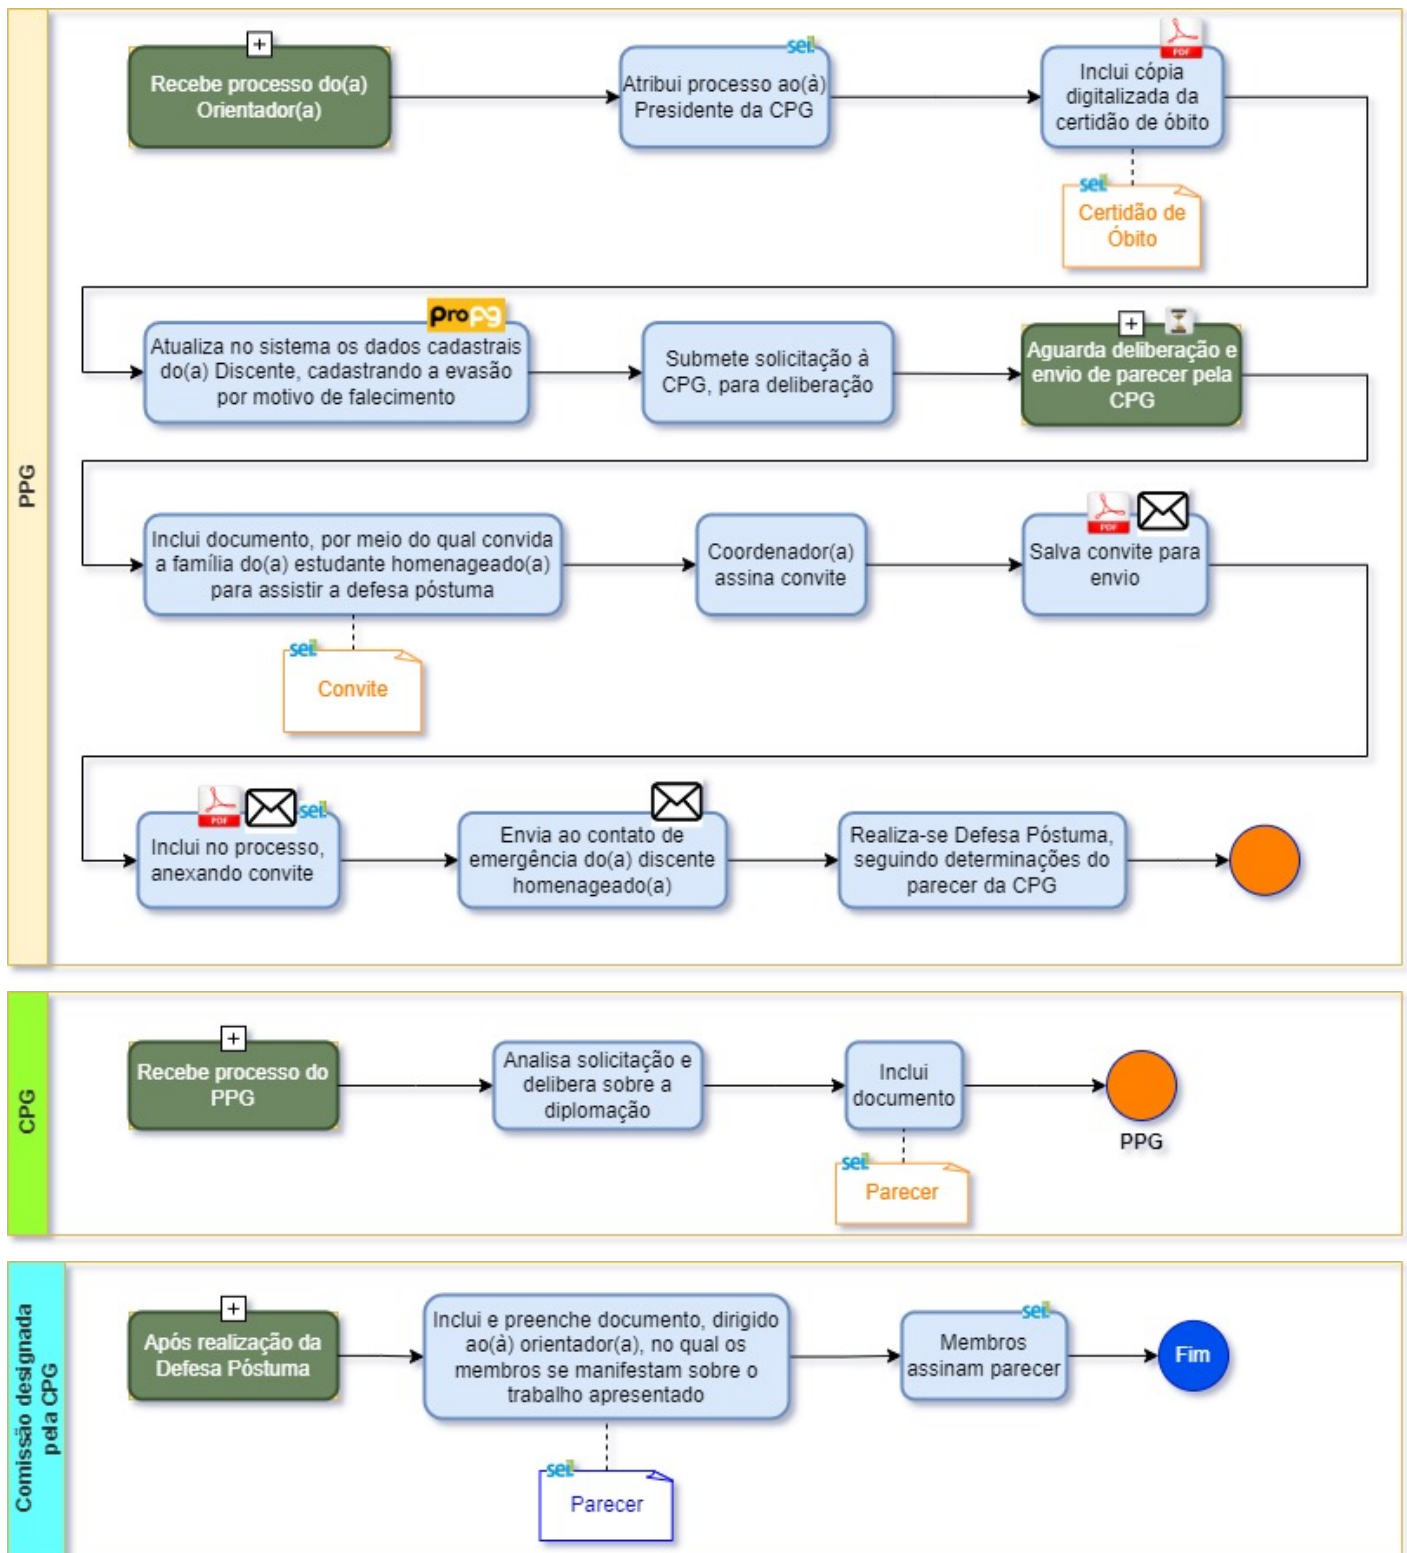 PPG
Recebe processo do(a)
Orientador(a)
sei!
Atribui processo ao(à)
Presidente da CPG
PDF
Inclui cópia
digitalizada da
certidão de óbito
sei!
Certidão de
Óbito
propg
Atualiza no sistema os dados cadastrais
do(a) Discente, cadastrando a evasão
por motivo de falecimento
Submete solicitação à
CPG, para deliberação
Aguarda deliberação e
envio de parecer pela
CPG
Inclui documento, por meio do qual convida
a família do(a) estudante homenageado(a)
para assistir a defesa póstuma
sei!
Convite
Coordenador(a)
assina convite
PDF
Salva convite para
envio
PDF
sei!
Inclui no processo,
anexando convite
Envia ao contato de
emergência do(a) discente
homenageado(a)
Realiza-se Defesa Póstuma,
seguindo determinações do
parecer da CPG
CPG
Recebe processo do
PPG
Analisa solicitação e
delibera sobre a
diplomação
Inclui
documento
sei!
Parecer
PPG
Comissão designada
pela CPG
Após realização da
Defesa Póstuma
Inclui e preenche documento, dirigido
ao(à) orientador(a), no qual os
membros se manifestam sobre o
trabalho apresentado
sei!
Parecer
sei!
Membros
assinam parecer
Fim